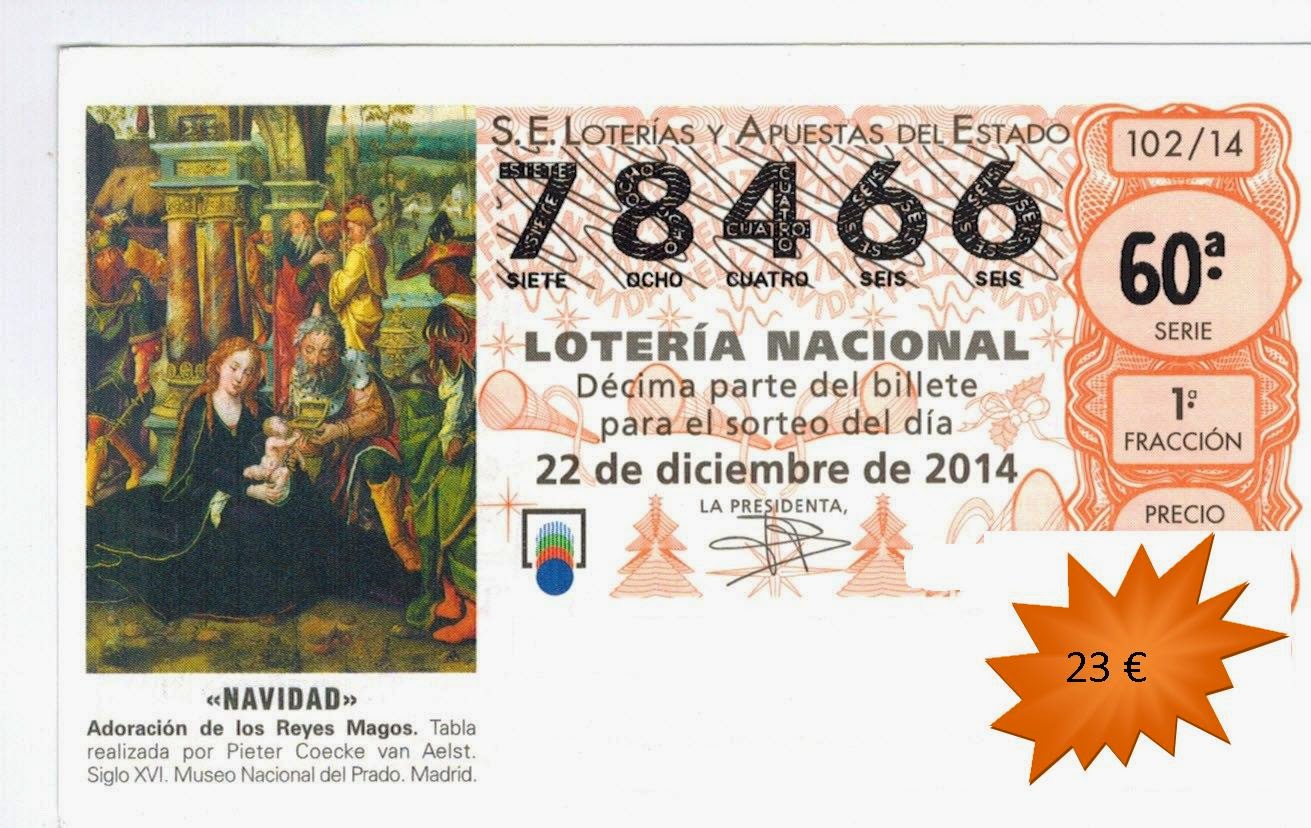 S.E. LOTERÍAS Y APUESTAS DEL ESTADO
102/14
78466
SIETE OCHO CUATRO SEIS SEIS
60ª
SERIE
LOTERÍA NACIONAL
Décima parte del billete
para el sorteo del día
22 de diciembre de 2014
LA PRESIDENTA,
1ª
FRACCIÓN
PRECIO
23 €
«NAVIDAD»
Adoración de los Reyes Magos. Tabla
realizada por Pieter Coecke van Aelst.
Siglo XVI. Museo Nacional del Prado. Madrid.